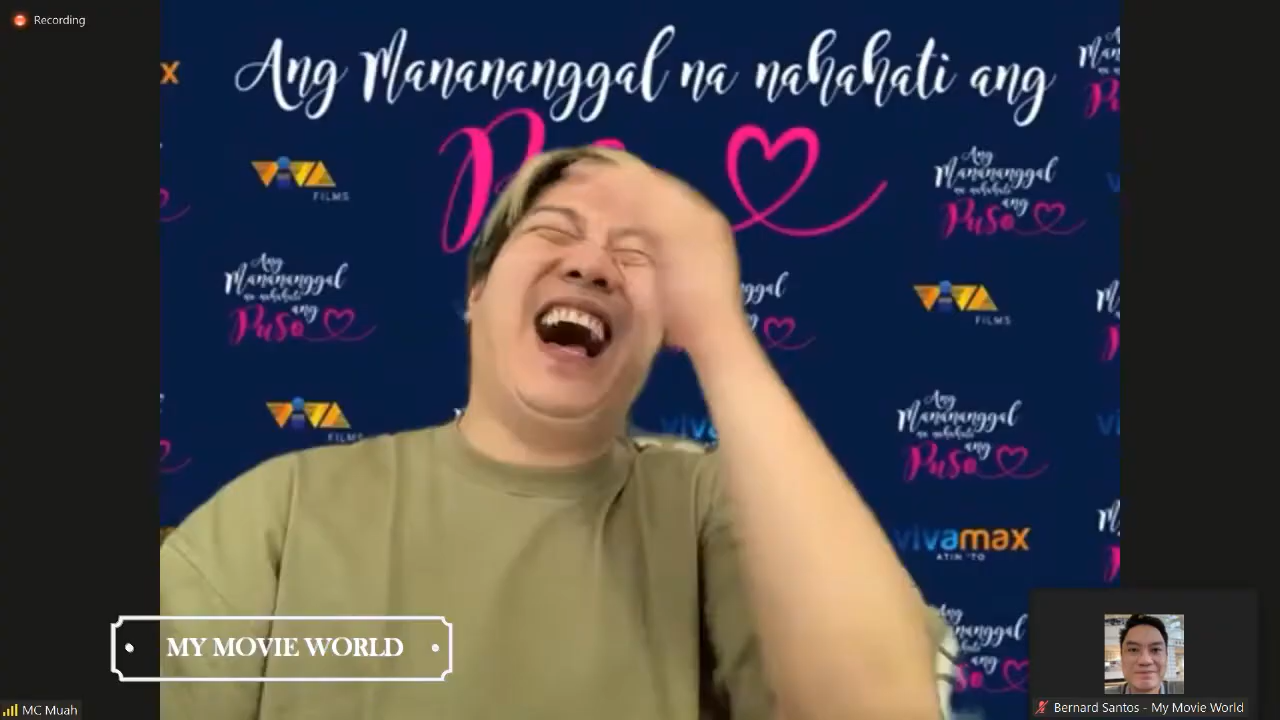 Recording
Ang Manananggal na nahahati ang
x
VIVA
FILMS
Ang
Manananggal
na nahahati
ang
Puso
Ang
Manananggal
na nahahati
ang
Puso
VIVA
FILMS
VIVA
FILMS
viva
Ang
Manananggal
na nahahati
ang
Puso
vivamax
ATIN 'TO
MY MOVIE WORLD
MC Muah
Bernard Santos - My Movie World